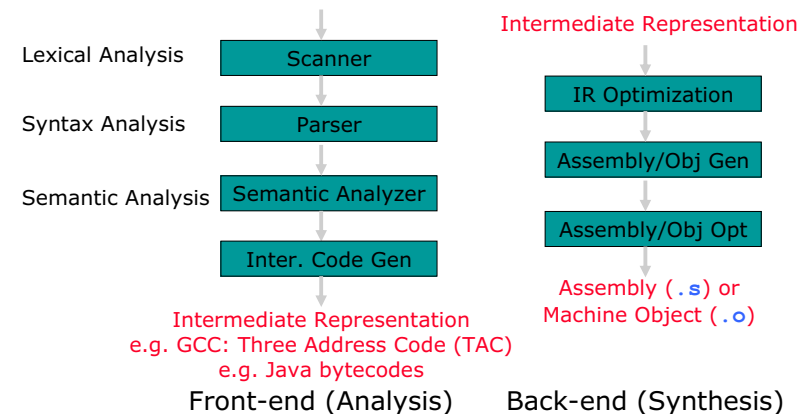 Lexical Analysis
Scanner
Syntax Analysis
Parser
Semantic Analysis
Semantic Analyzer
Inter. Code Gen
Intermediate Representation
e.g. GCC: Three Address Code (TAC)
e.g. Java bytecodes
Front-end (Analysis)
Intermediate Representation
IR Optimization
Assembly/Obj Gen
Assembly/Obj Opt
Assembly (.s) or
Machine Object (.o)
Back-end (Synthesis)